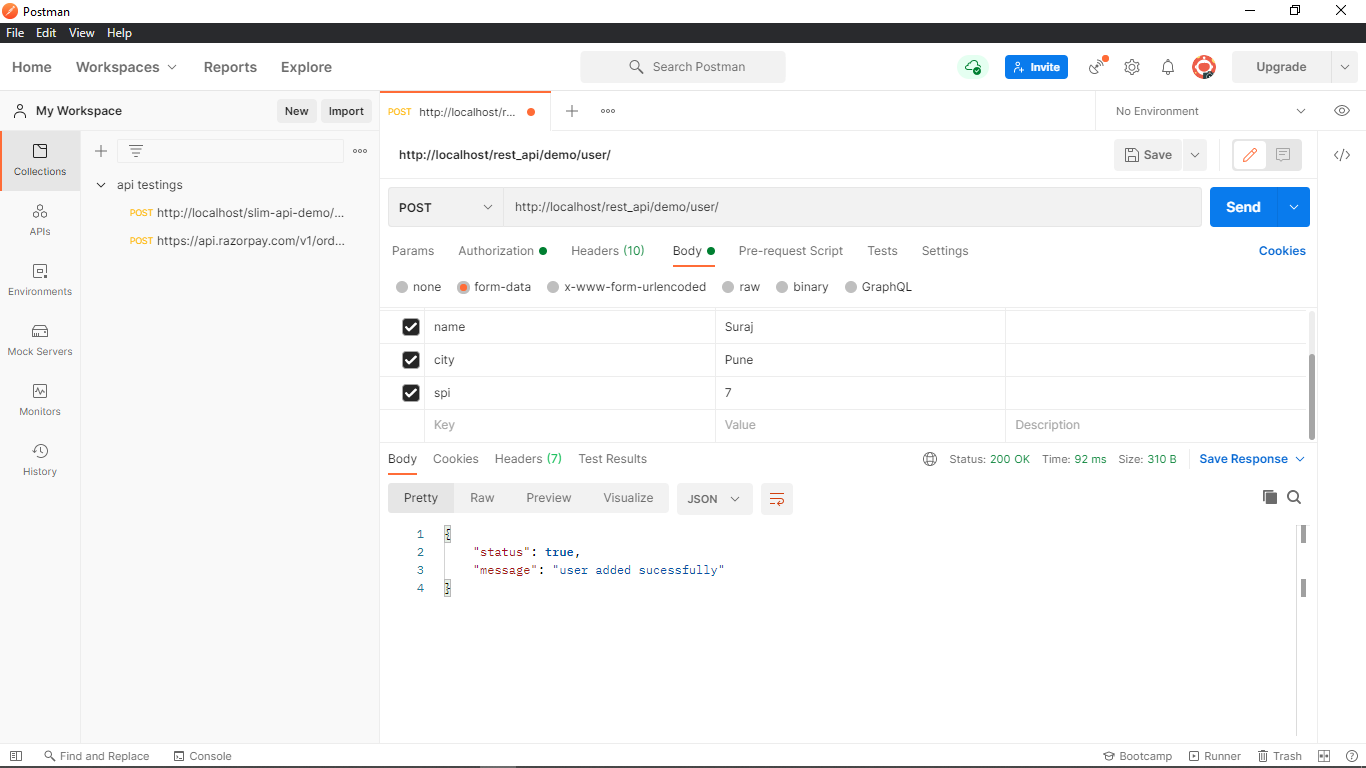 Postman
File Edit View Help
Home Workspaces Reports Explore Search Postman Invite Upgrade
My Workspace New Import POST http://localhost/r... No Environment
Collections
APIs
Environments
Mock Servers
Monitors
History
api testings
POST http://localhost/slim-api-demo/...
POST https://api.razorpay.com/v1/ord...
http://localhost/rest_api/demo/user/ Save
POST http://localhost/rest_api/demo/user/ Send
Params Authorization Headers (10) Body Pre-request Script Tests Settings Cookies
none form-data x-www-form-urlencoded raw binary GraphQL
name Suraj
city Pune
spi 7
Key Value Description
Body Cookies Headers (7) Test Results Status: 200 OK Time: 92 ms Size: 310 B Save Response
Pretty Raw Preview Visualize JSON
1 {
2 "status": true,
3 "message": "user added sucessfully"
4 }
Find and Replace Console Bootcamp Runner Trash